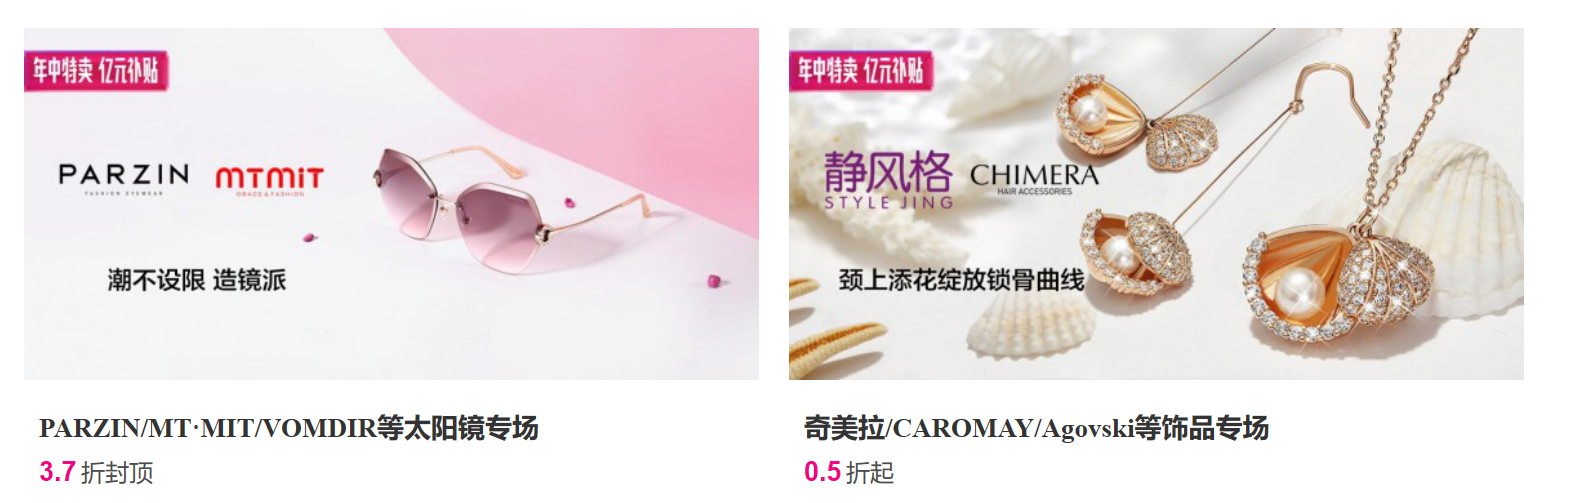 年中特卖 亿元补贴
PARZIN
FASHION EYEWEAR
MTMIT
GRACE & FASHION
潮不设限 造镜派
PARZIN/MT·MIT/VOMDIR等太阳镜专场
3.7 折封顶
年中特卖 亿元补贴
静风格
STYLE JING
CHIMERA
HAIR ACCESSORIES
颈上添花绽放锁骨曲线
奇美拉/CAROMAY/Agovski等饰品专场
0.5 折起